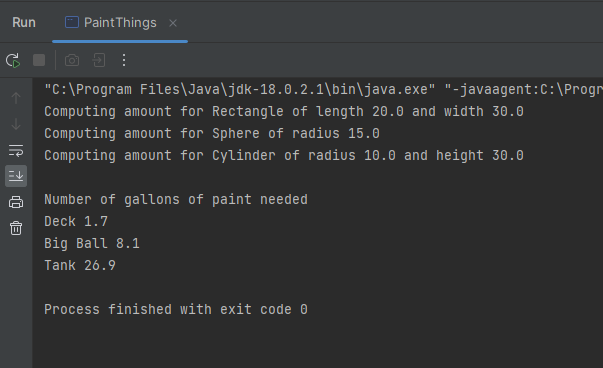 Run PaintThings
"C:\Program Files\Java\jdk-18.0.2.1\bin\java.exe" "-javaagent:C:\Progr
Computing amount for Rectangle of length 20.0 and width 30.0
Computing amount for Sphere of radius 15.0
Computing amount for Cylinder of radius 10.0 and height 30.0
Number of gallons of paint needed
Deck 1.7
Big Ball 8.1
Tank 26.9
Process finished with exit code 0